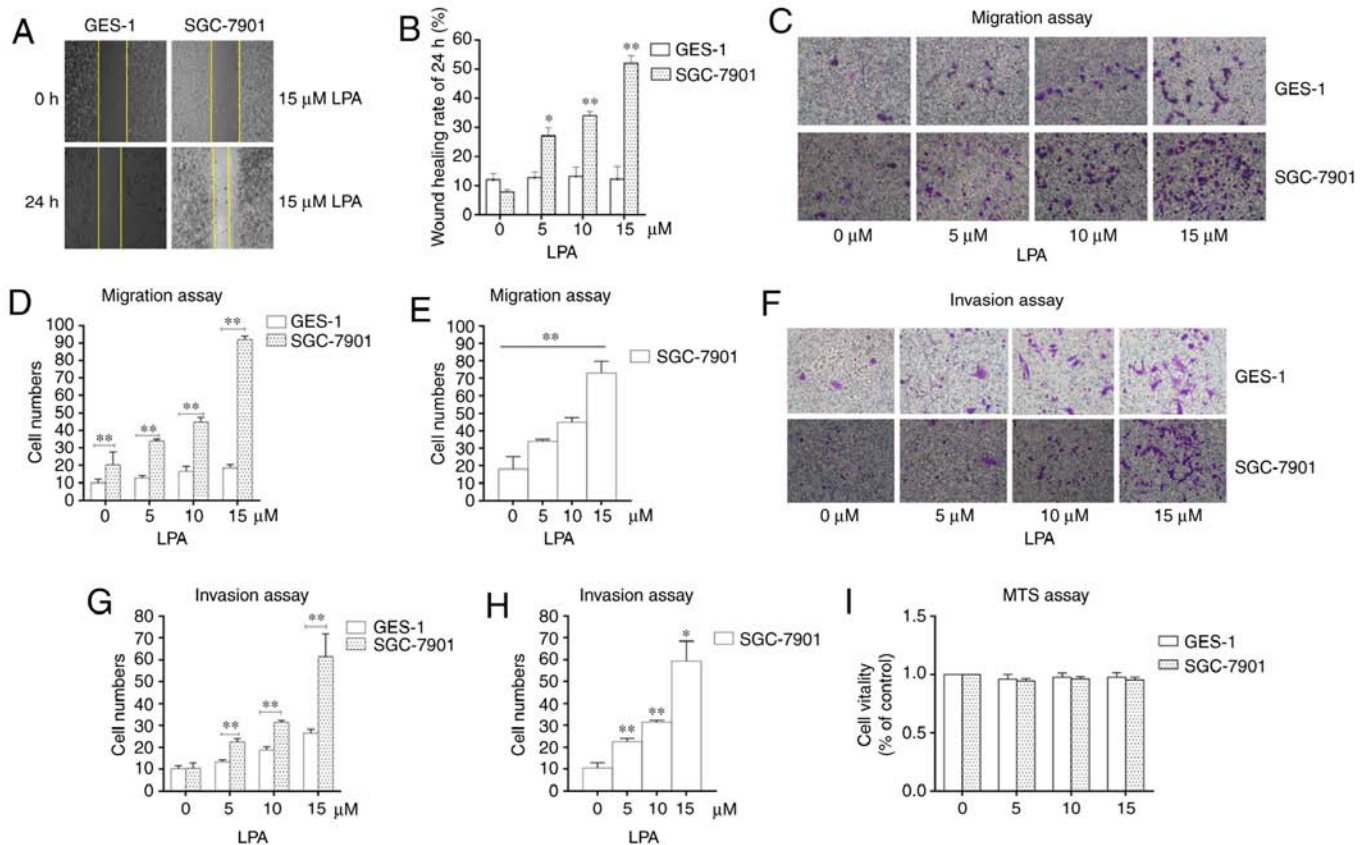 A
GES-1 SGC-7901
0 h
15 µM LPA
24 h
15 µM LPA
B
Wound healing rate of 24 h (%)
60
50
40
30
20
10
0
*
**
**
GES-1
SGC-7901
0 5 10 15 µM
LPA
C
Migration assay
GES-1
SGC-7901
0 µM 5 µM 10 µM 15 µM
LPA
D
Migration assay
Cell numbers
100
90
80
70
60
50
40
30
20
10
0
**
**
**
**
GES-1
SGC-7901
0 5 10 15 µM
LPA
E
Migration assay
Cell numbers
100
90
80
70
60
50
40
30
20
10
0
**
SGC-7901
0 5 10 15 µM
LPA
F
Invasion assay
GES-1
SGC-7901
0 µM 5 µM 10 µM 15 µM
LPA
G
Invasion assay
Cell numbers
80
70
60
50
40
30
20
10
0
**
**
**
GES-1
SGC-7901
0 5 10 15 µM
LPA
H
Invasion assay
Cell numbers
80
70
60
50
40
30
20
10
0
**
**
*
SGC-7901
0 5 10 15 µM
LPA
I
MTS assay
Cell vitality
(% of control)
1.5
1.0
0.5
0.0
GES-1
SGC-7901
0 5 10 15